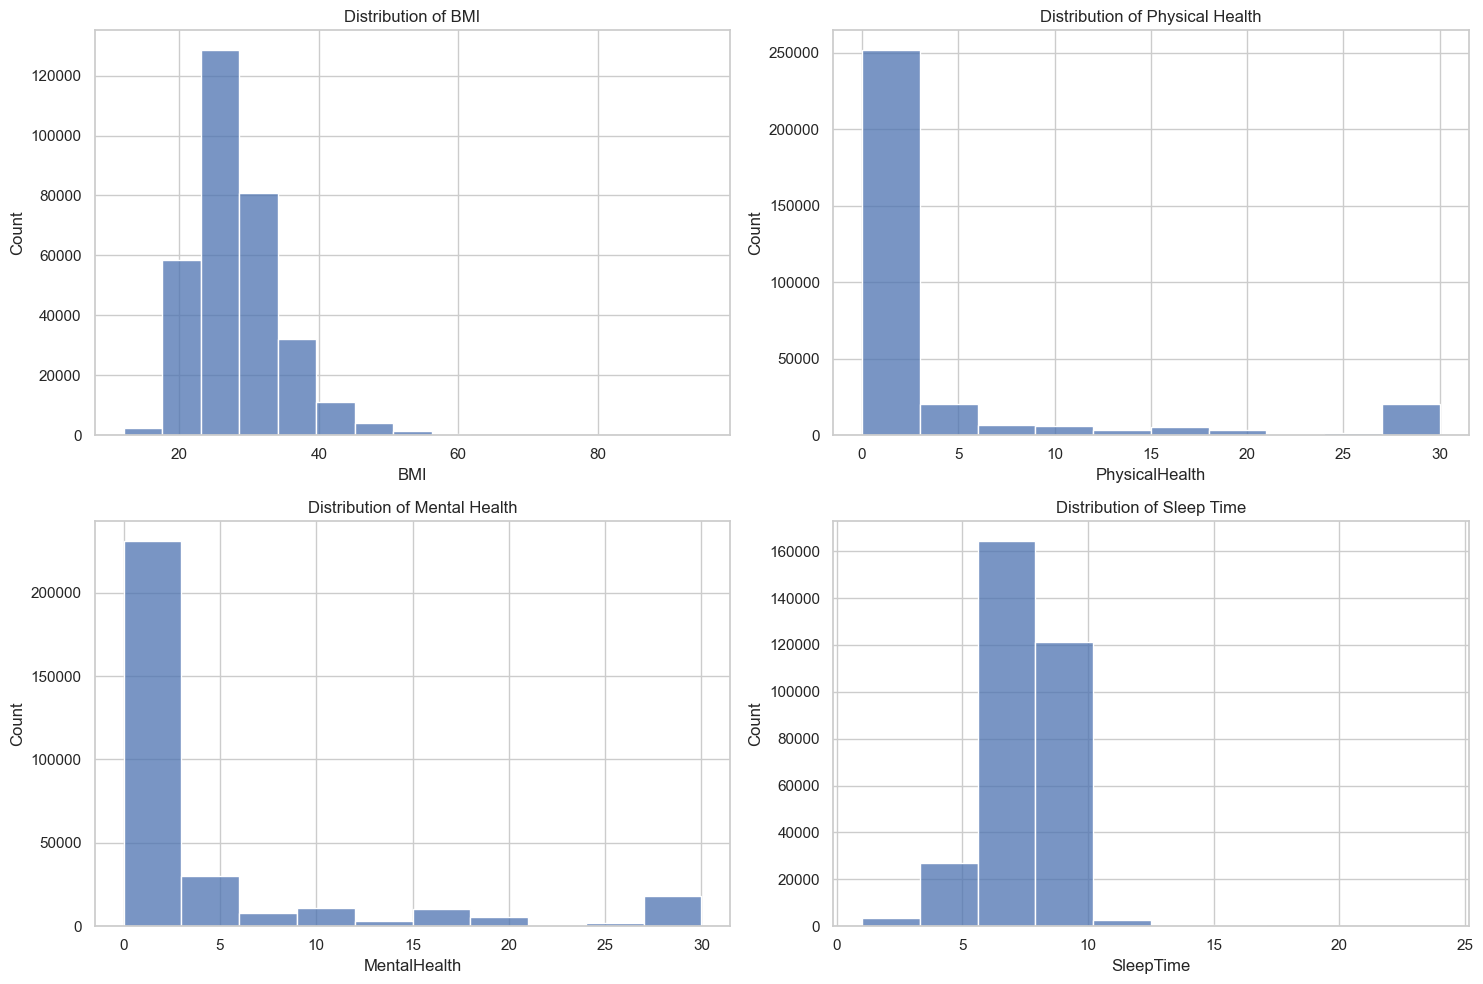 Distribution of BMI
120000
100000
80000
60000
40000
20000
0
Count
20 40 60 80
BMI
Distribution of Physical Health
250000
200000
150000
100000
50000
0
Count
0 5 10 15 20 25 30
PhysicalHealth
Distribution of Mental Health
200000
150000
100000
50000
0
Count
0 5 10 15 20 25 30
MentalHealth
Distribution of Sleep Time
160000
140000
120000
100000
80000
60000
40000
20000
0
Count
0 5 10 15 20 25
SleepTime